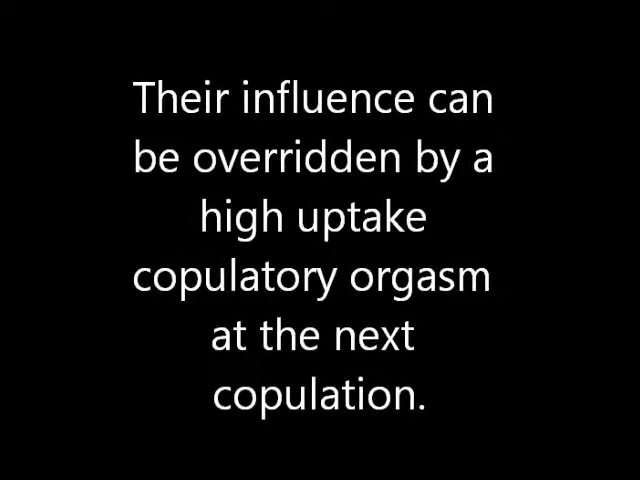 Their influence can
be overridden by a
high uptake
copulatory orgasm
at the next
copulation.